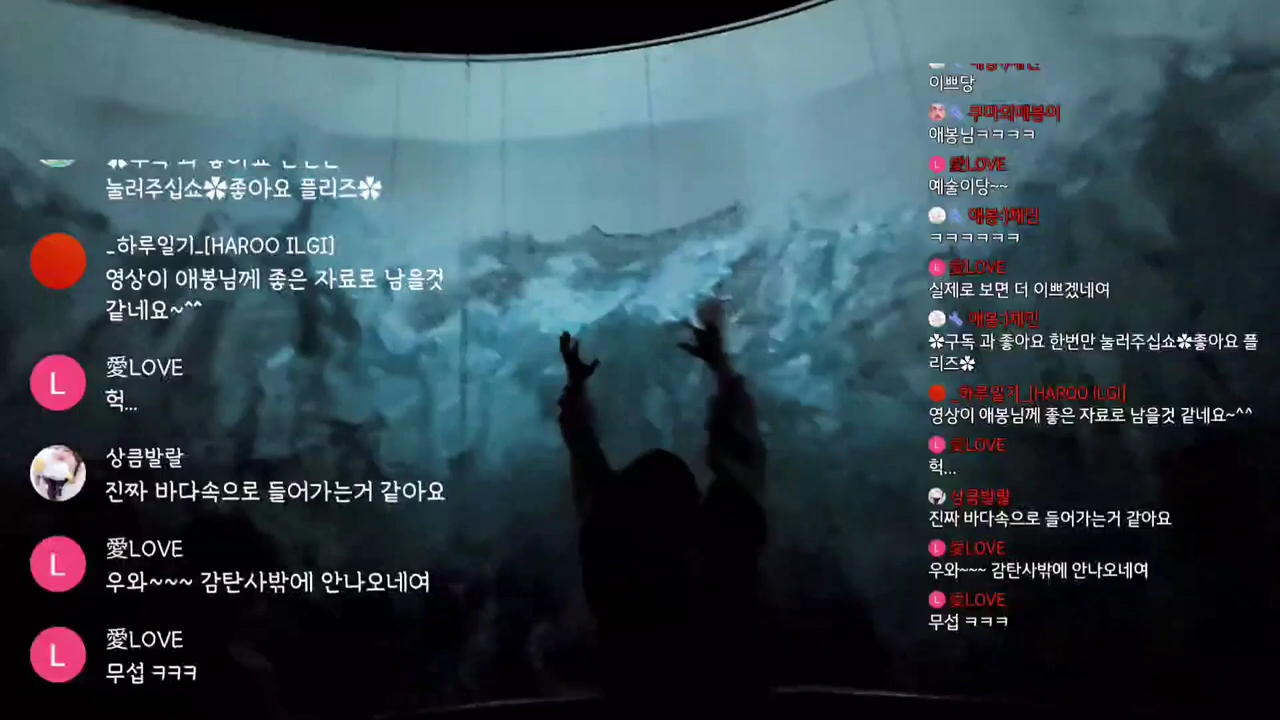 눌러주십쇼✽좋아요 플리즈✽
_하루일기_[HAROO ILGI]
영상이 애봉님께 좋은 자료로 남을것
같네요~^^
L
愛LOVE
헉...
상큼발랄
진짜 바다속으로 들어가는거 같아요
L
愛LOVE
우와~~~ 감탄사밖에 안나오네여
L
愛LOVE
무섭 ㅋㅋㅋ
이쁘당
애봉님ㅋㅋㅋㅋ
L 愛LOVE
예술이당~~
ㅋㅋㅋㅋㅋㅋ
L 愛LOVE
실제로 보면 더 이쁘겠네여
✽구독 과 좋아요 한번만 눌러주십쇼✽좋아요 플
리즈✽
_하루일기_[HAROO ILGI]
영상이 애봉님께 좋은 자료로 남을것 같네요~^^
L 愛LOVE
헉...
상큼발랄
진짜 바다속으로 들어가는거 같아요
L 愛LOVE
우와~~~ 감탄사밖에 안나오네여
L 愛LOVE
무섭 ㅋㅋㅋ